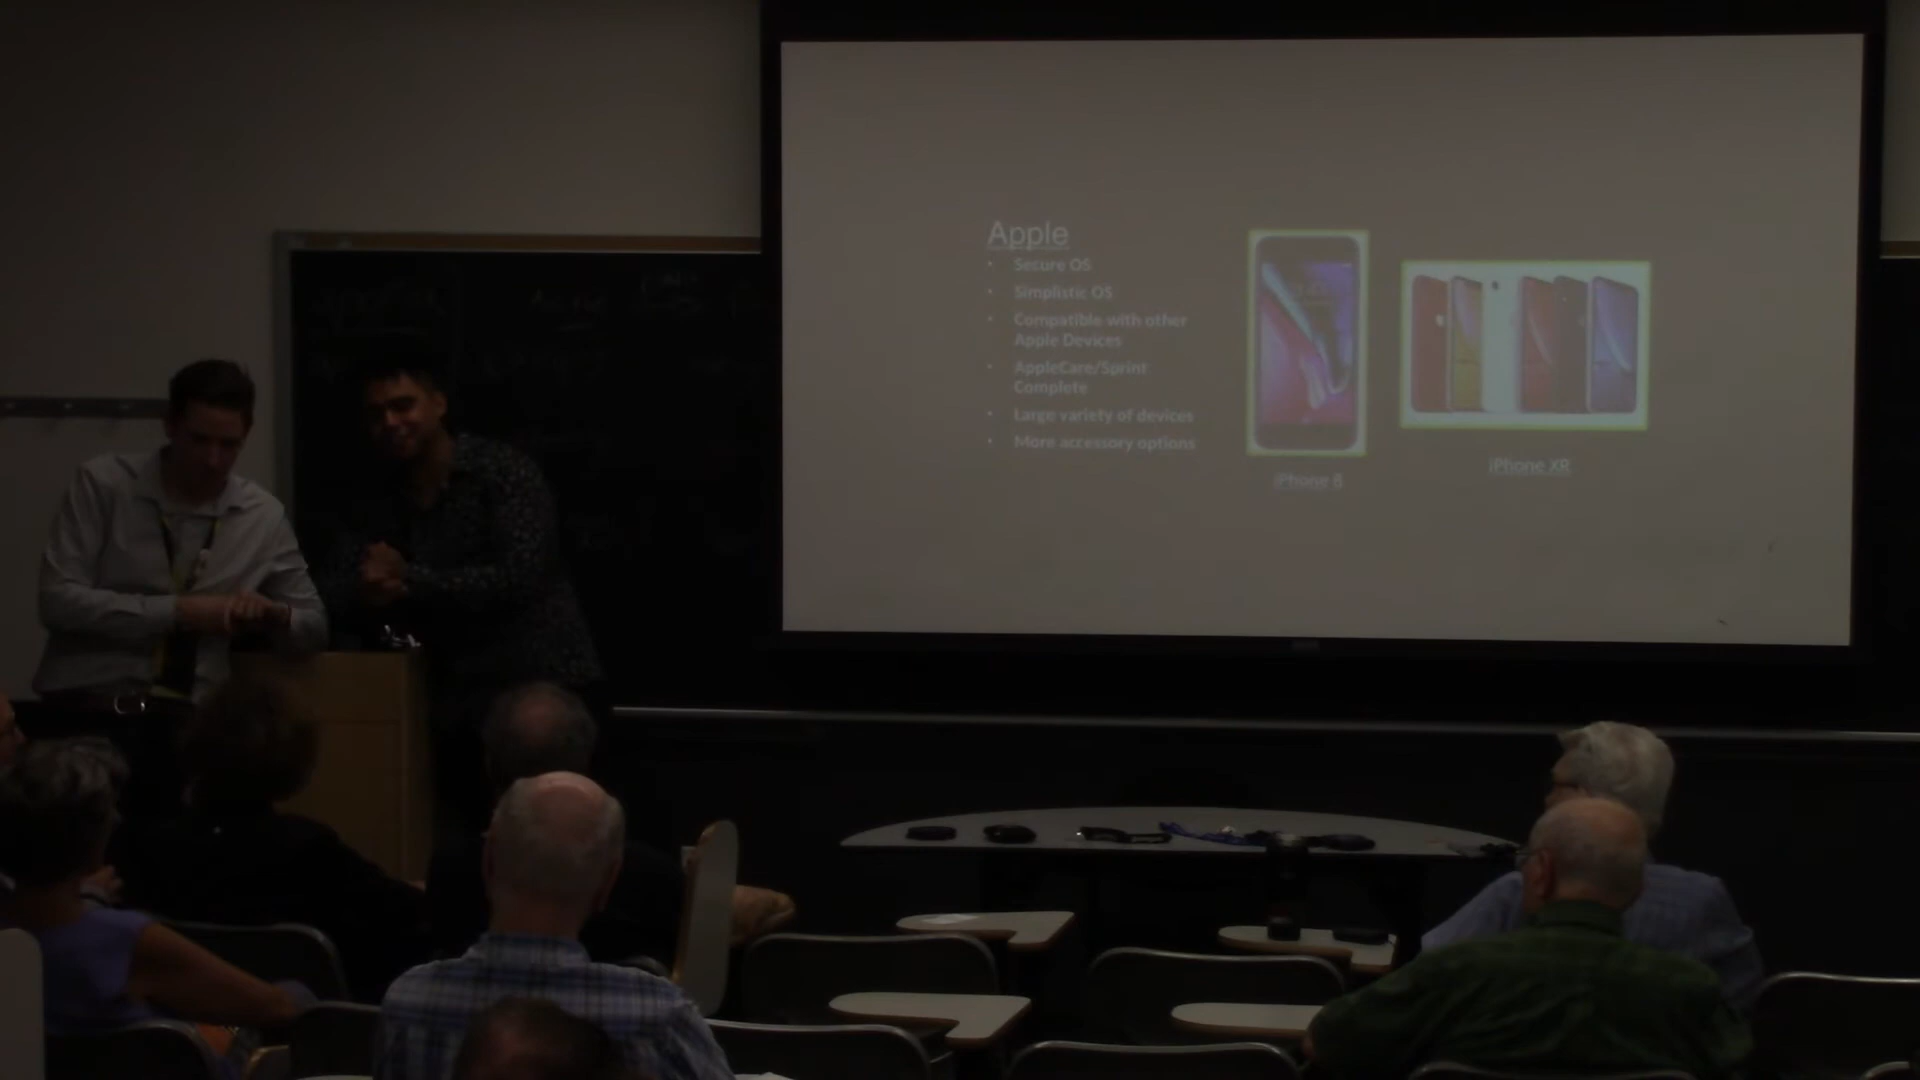 Apple
• Secure OS
• Simplistic OS
• Compatible with other
Apple Devices
• AppleCare/Sprint
Complete
• Large variety of devices
• More accessory options
iPhone 8
iPhone XR